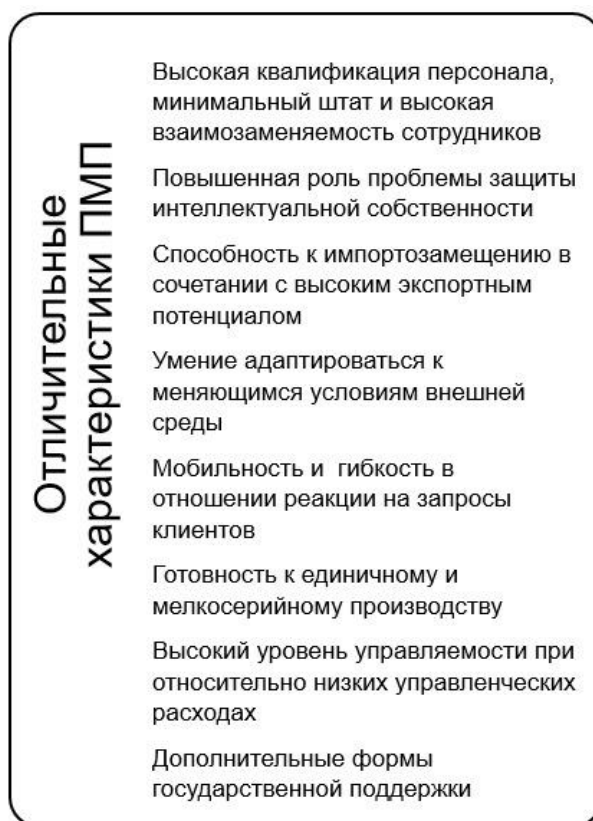 Отличительные
характеристики ПМП
Высокая квалификация персонала,
минимальный штат и высокая
взаимозаменяемость сотрудников
Повышенная роль проблемы защиты
интеллектуальной собственности
Способность к импортозамещению в
сочетании с высоким экспортным
потенциалом
Умение адаптироваться к
меняющимся условиям внешней
среды
Мобильность и  гибкость в
отношении реакции на запросы
клиентов
Готовность к единичному и
мелкосерийному производству
Высокий уровень управляемости при
относительно низких управленческих
расходах
Дополнительные формы
государственной поддержки